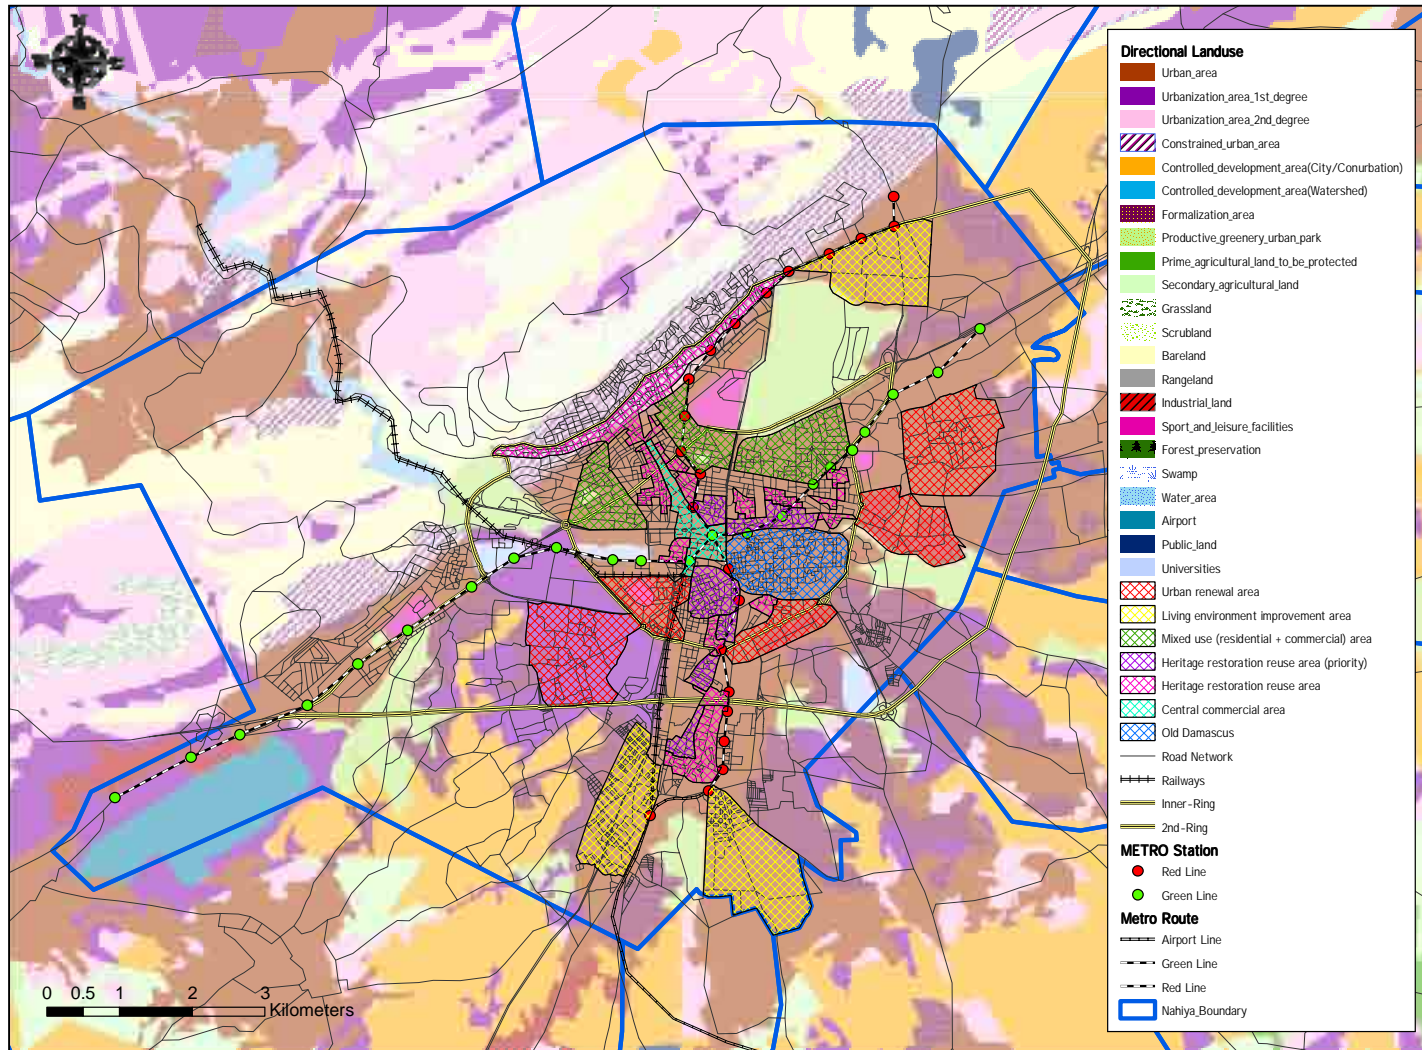 N
Directional Landuse
Urban_area
Urbanization_area_1st_degree
Urbanization_area_2nd_degree
Constrained_urban_area
Controlled_development_area(City/Conurbation)
Controlled_development_area(Watershed)
Formalization_area
Productive_greenery_urban_park
Prime_agricultural_land_to_be_protected
Secondary_agricultural_land
Grassland
Scrubland
Bareland
Rangeland
Industrial_land
Sport_and_leisure_facilities
Forest_preservation
Swamp
Water_area
Airport
Public_land
Universities
Urban renewal area
Living environment improvement area
Mixed use (residential + commercial) area
Heritage restoration reuse area (priority)
Heritage restoration reuse area
Central commercial area
Old Damascus
Road Network
Railways
Inner-Ring
2nd-Ring
METRO Station
Red Line
Green Line
Metro Route
Airport Line
Green Line
Red Line
Nahiya_Boundary
0 0.5 1 2 3
Kilometers